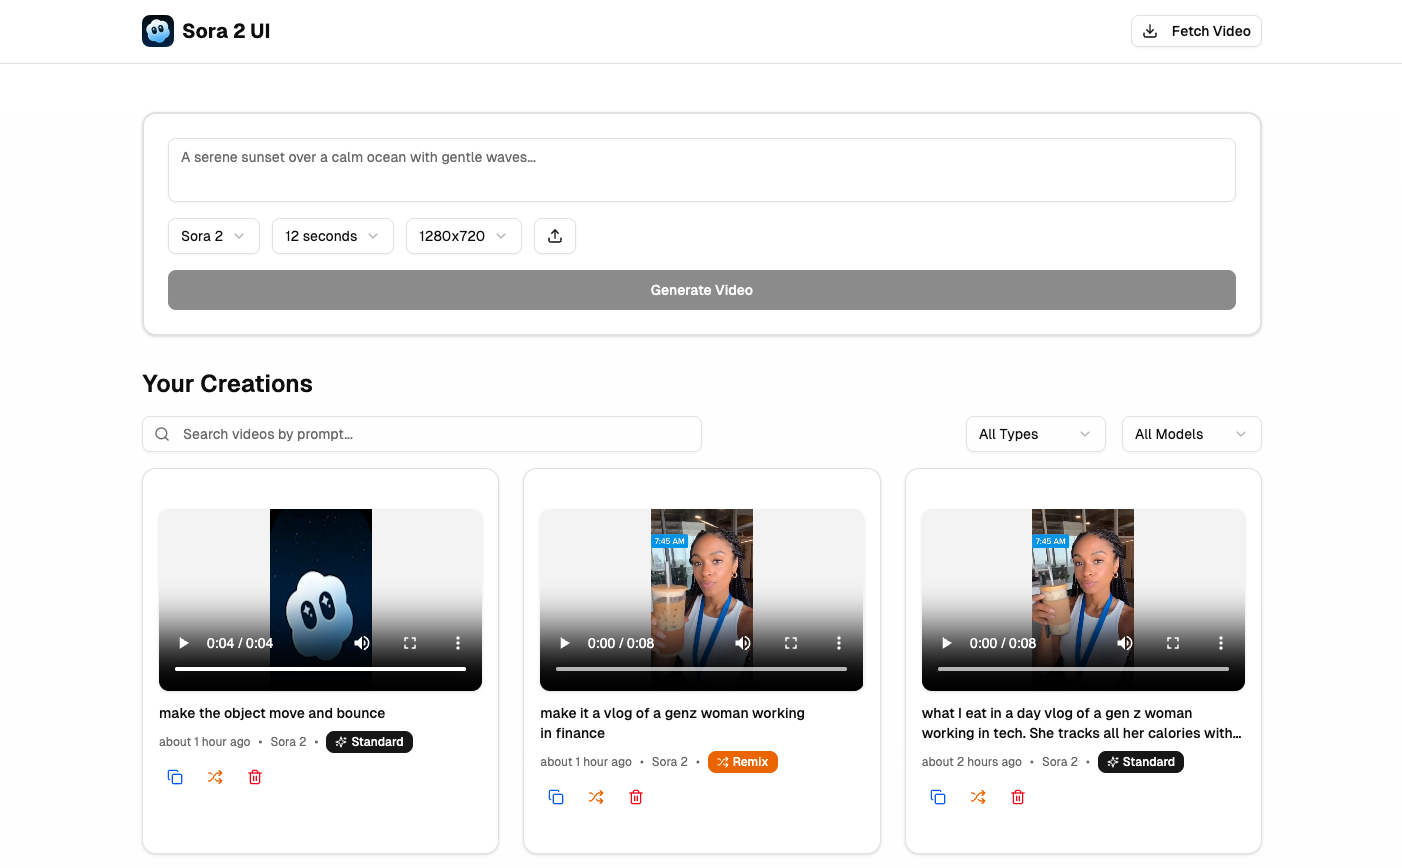 Sora 2 UI
Fetch Video
A serene sunset over a calm ocean with gentle waves...
Sora 2
12 seconds
1280x720
Generate Video
Your Creations
Search videos by prompt...
All Types
All Models
0:04 / 0:04
make the object move and bounce
about 1 hour ago • Sora 2 • Standard
7:45 AM
0:00 / 0:08
make it a vlog of a genz woman working
in finance
about 1 hour ago • Sora 2 • Remix
7:45 AM
0:00 / 0:08
what I eat in a day vlog of a gen z woman
working in tech. She tracks all her calories with...
about 2 hours ago • Sora 2 • Standard